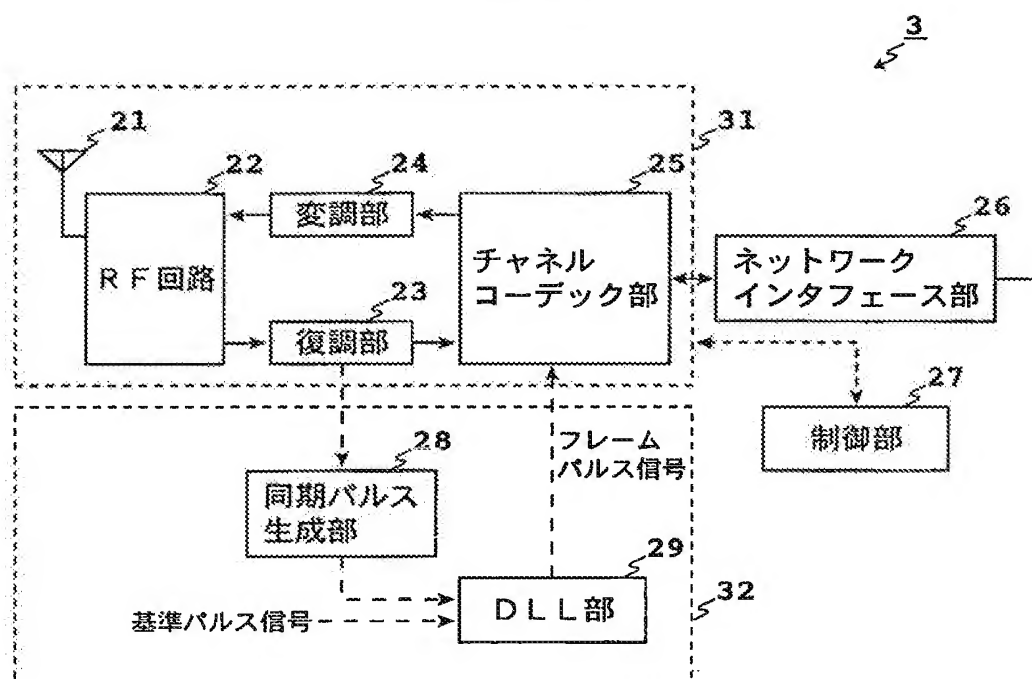 3
21
22
24
25
31
変調部
26
RF回路
チャネル
コーデック部
ネットワーク
インタフェース部
23
復調部
27
制御部
28
フレーム
パルス信号
同期パルス
生成部
29
DLL部
32
基準パルス信号